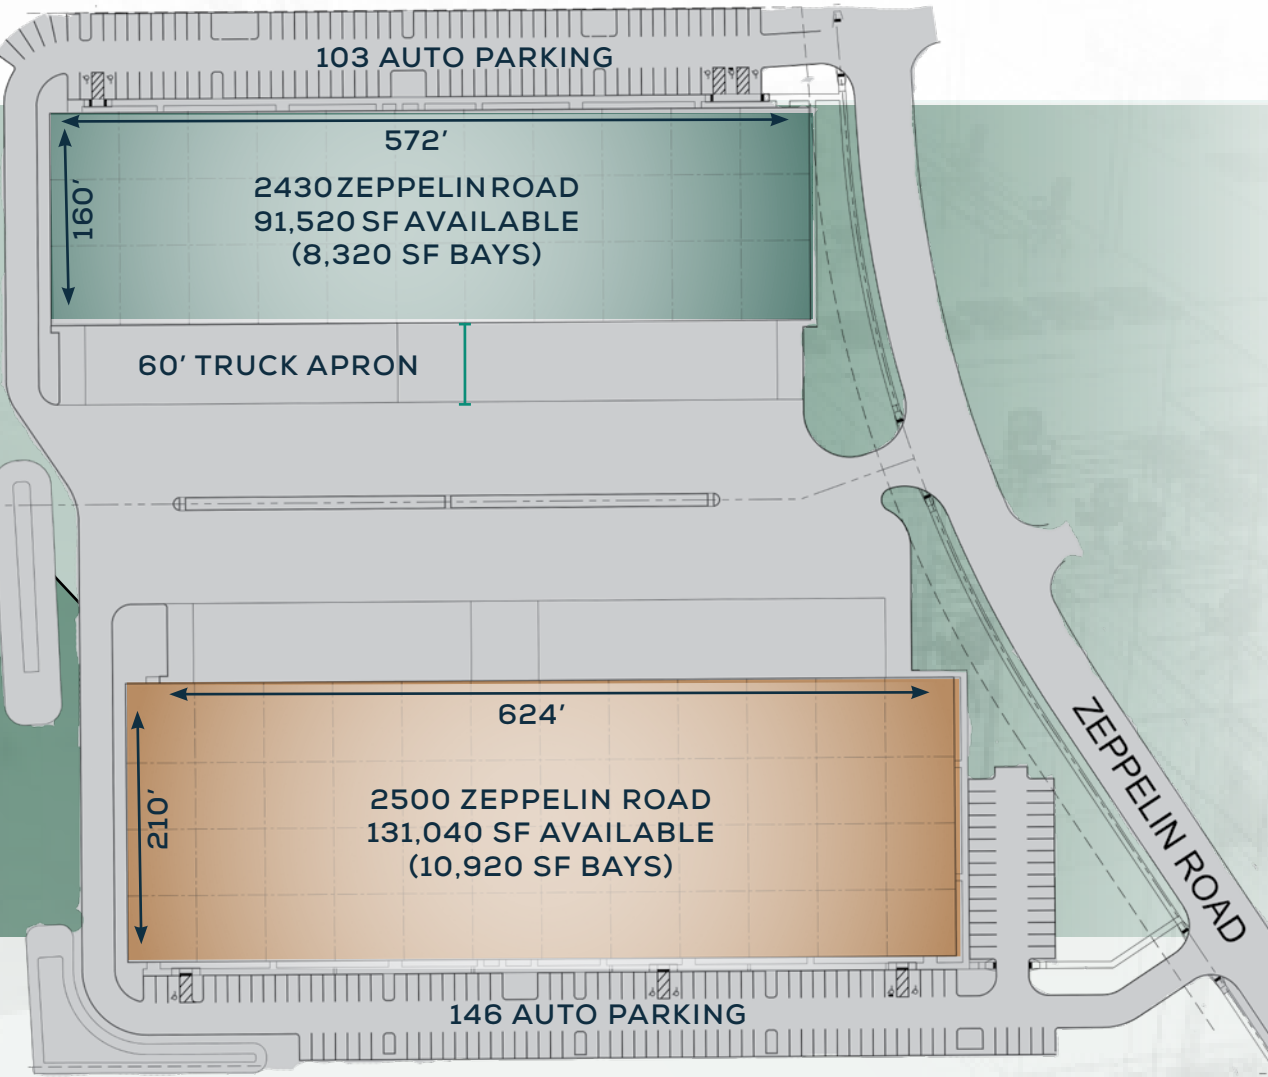 103 AUTO PARKING
572′
160′
2430 ZEPPELIN ROAD
91,520 SF AVAILABLE
(8,320 SF BAYS)
60′ TRUCK APRON
624′
210′
2500 ZEPPELIN ROAD
131,040 SF AVAILABLE
(10,920 SF BAYS)
ZEPPELIN ROAD
146 AUTO PARKING